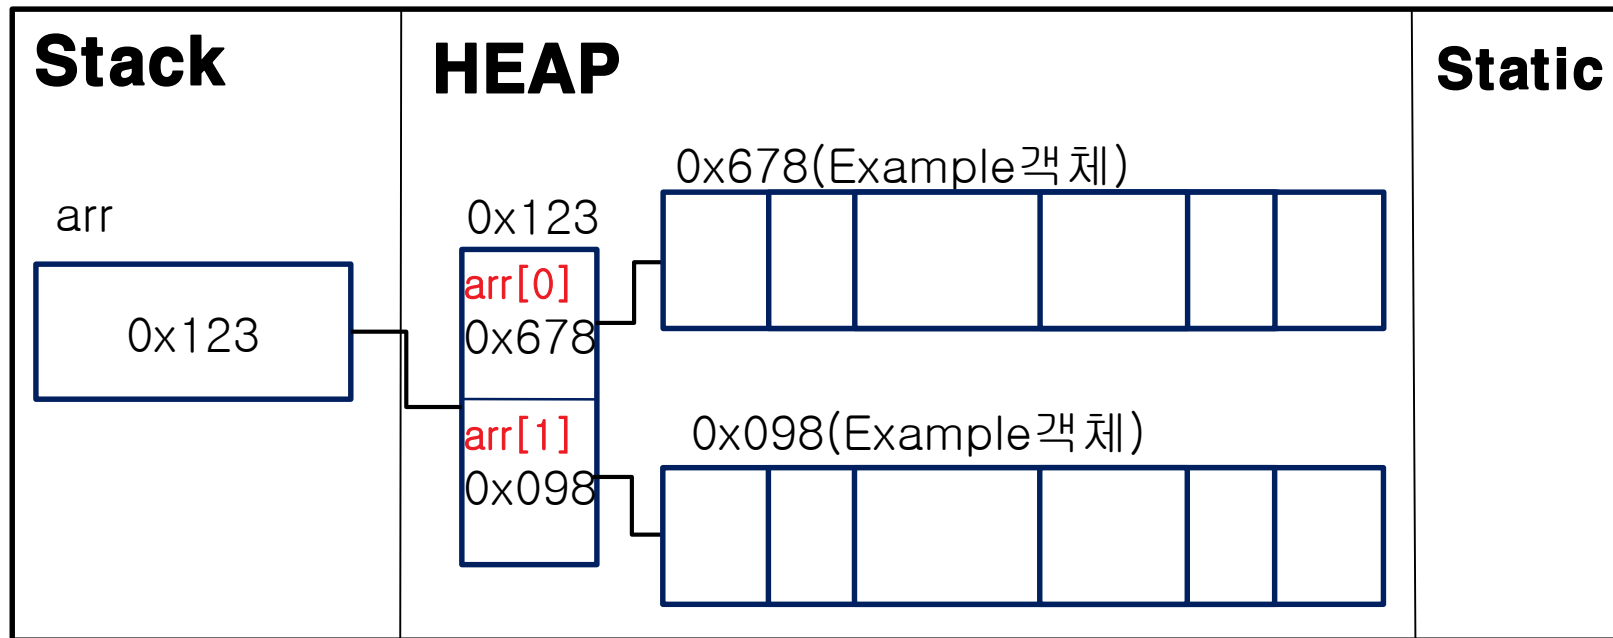 Stack
HEAP
Static
arr
0x123
0x123
arr[0]
0x678
arr[1]
0x098
0x678(Example객체)
0x098(Example객체)